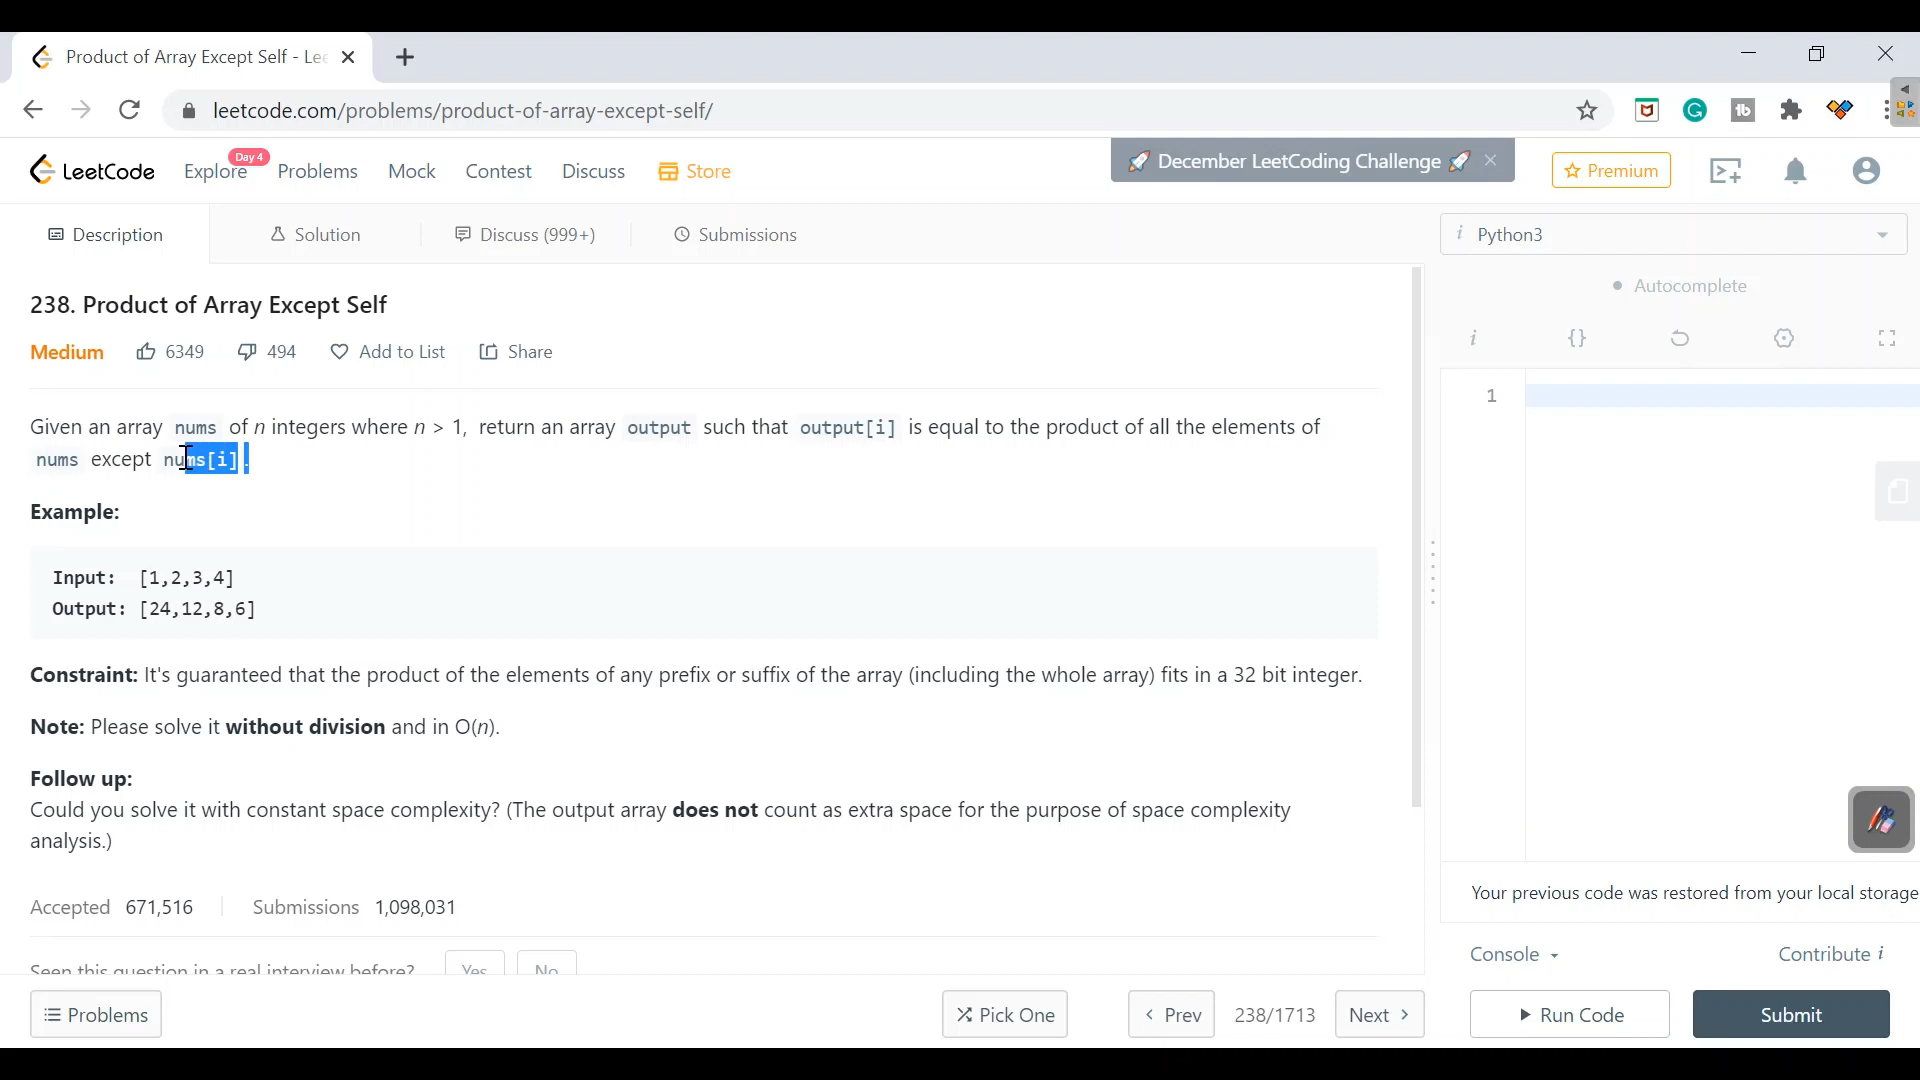 Product of Array Except Self - Lee
leetcode.com/problems/product-of-array-except-self/
LeetCode Explore Day 4 Problems Mock Contest Discuss Store
🚀 December LeetCoding Challenge 🚀 ×
Premium
Description Solution Discuss (999+) Submissions
i Python3
Autocomplete
i {}
238. Product of Array Except Self
Medium 6349 494 Add to List Share
1
Given an array nums of n integers where n > 1, return an array output such that output[i] is equal to the product of all the elements of
nums except nums[i].
Example:
Input: [1,2,3,4]
Output: [24,12,8,6]
Constraint: It's guaranteed that the product of the elements of any prefix or suffix of the array (including the whole array) fits in a 32 bit integer.
Note: Please solve it without division and in O(n).
Follow up:
Could you solve it with constant space complexity? (The output array does not count as extra space for the purpose of space complexity
analysis.)
Your previous code was restored from your local storage
Accepted 671,516 Submissions 1,098,031
Seen this question in a real interview before? Yes No
Console Contribute i
Problems Pick One Prev 238/1713 Next Run Code Submit